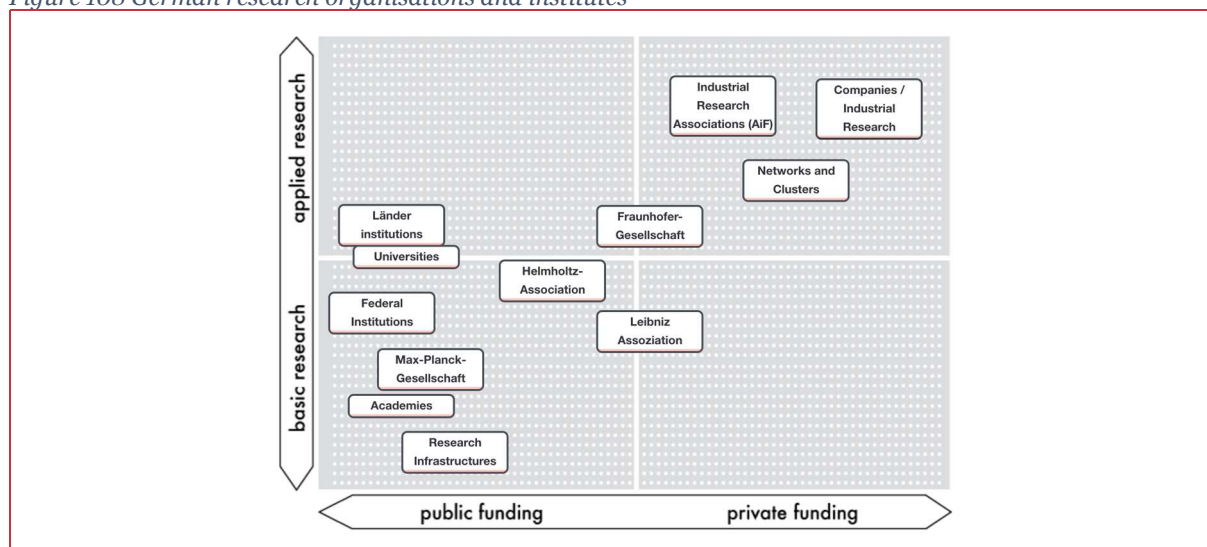 Figure 108 German research organisations and institutes
applied research
basic research
Industrial
Research
Associations (AiF)
Companies /
Industrial
Research
Networks and
Clusters
Länder
institutions
Universities
Fraunhofer-
Gesellschaft
Helmholtz-
Association
Federal
Institutions
Leibniz
Assoziation
Max-Planck-
Gesellschaft
Academies
Research
Infrastructures
public funding
private funding